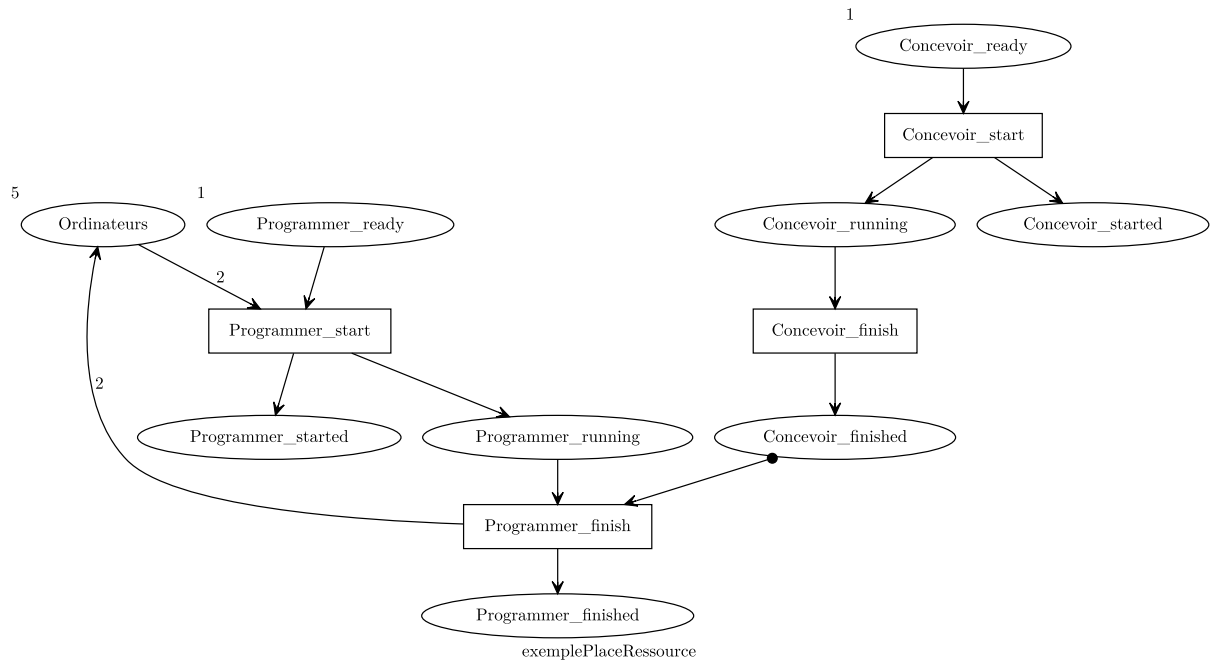 1
Concevoir_ready
Concevoir_start
5
1
Ordinateurs
Programmer_ready
Concevoir_running
Concevoir_started
2
Programmer_start
Concevoir_finish
2
Programmer_started
Programmer_running
Concevoir_finished
Programmer_finish
Programmer_finished
exemplePlaceRessource